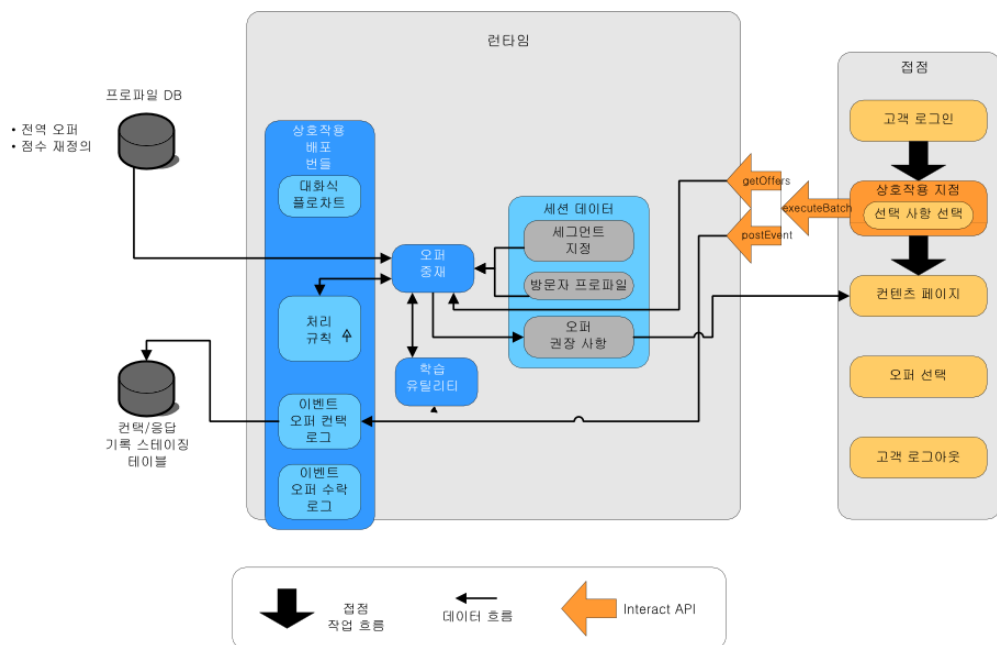 런타임
접점
프로파일 DB
• 전역 오퍼
• 점수 재정의
상호작용
배포
번들
대화식
플로차트
처리
규칙
이벤트
오퍼 컨택
로그
이벤트
오퍼 수락
로그
컨택/응답
기록 스테이징
테이블
오퍼
중재
학습
유틸리티
세션 데이터
세그먼트
지정
방문자 프로파일
오퍼
권장 사항
getOffers
executeBatch
postEvent
고객 로그인
상호작용 지점
선택 사항 선택
컨텐츠 페이지
오퍼 선택
고객 로그아웃
접점
작업 흐름
데이터 흐름
Interact API